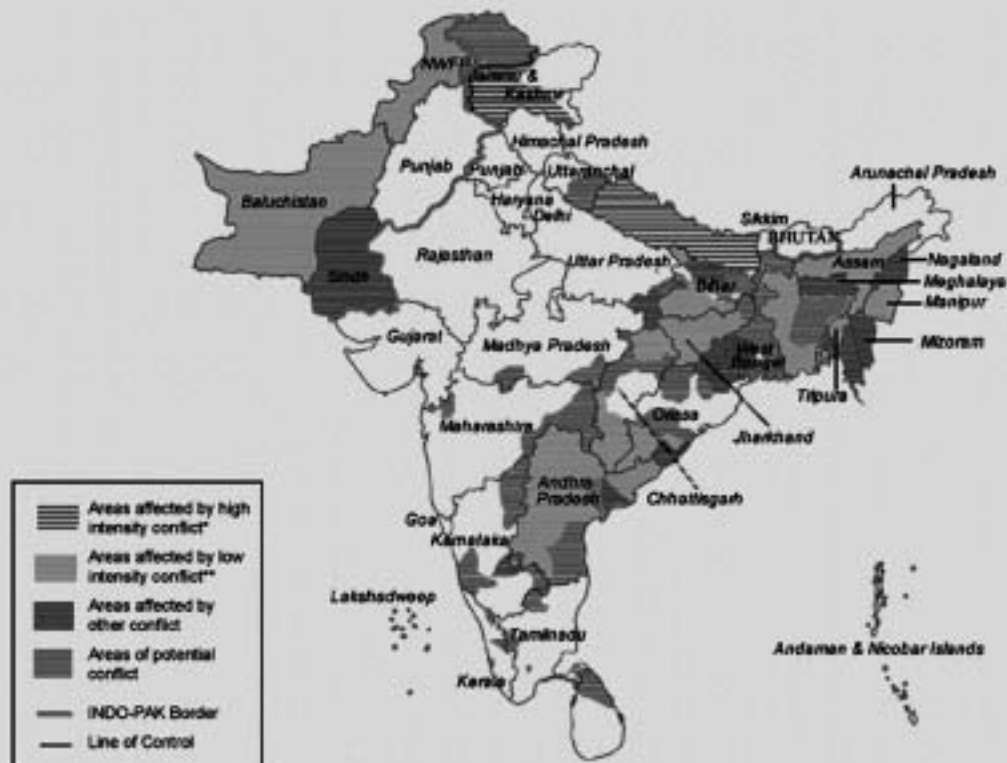 NWFP
Jammu &
Kashmir
Himachal Pradesh
Punjab
Punjab
Uttaranchal
Arunachal Pradesh
Haryana
Baluchistan
Delhi
Sikkim
BHUTAN
Rajasthan
Uttar Pradesh
Assam
Nagaland
Sindh
Bihar
Meghalaya
Manipur
Gujarat
Madhya Pradesh
West
Bengal
Mizoram
Tripura
Maharashtra
Orissa
Jharkhand
Andhra
Pradesh
Chhattisgarh
Goa
Karnataka
Lakshadweep
Tamilnadu
Andaman & Nicobar Islands
Kerala
Areas affected by high
intensity conflict*
Areas affected by low
intensity conflict**
Areas affected by
other conflict
Areas of potential
conflict
INDO-PAK Border
Line of Control